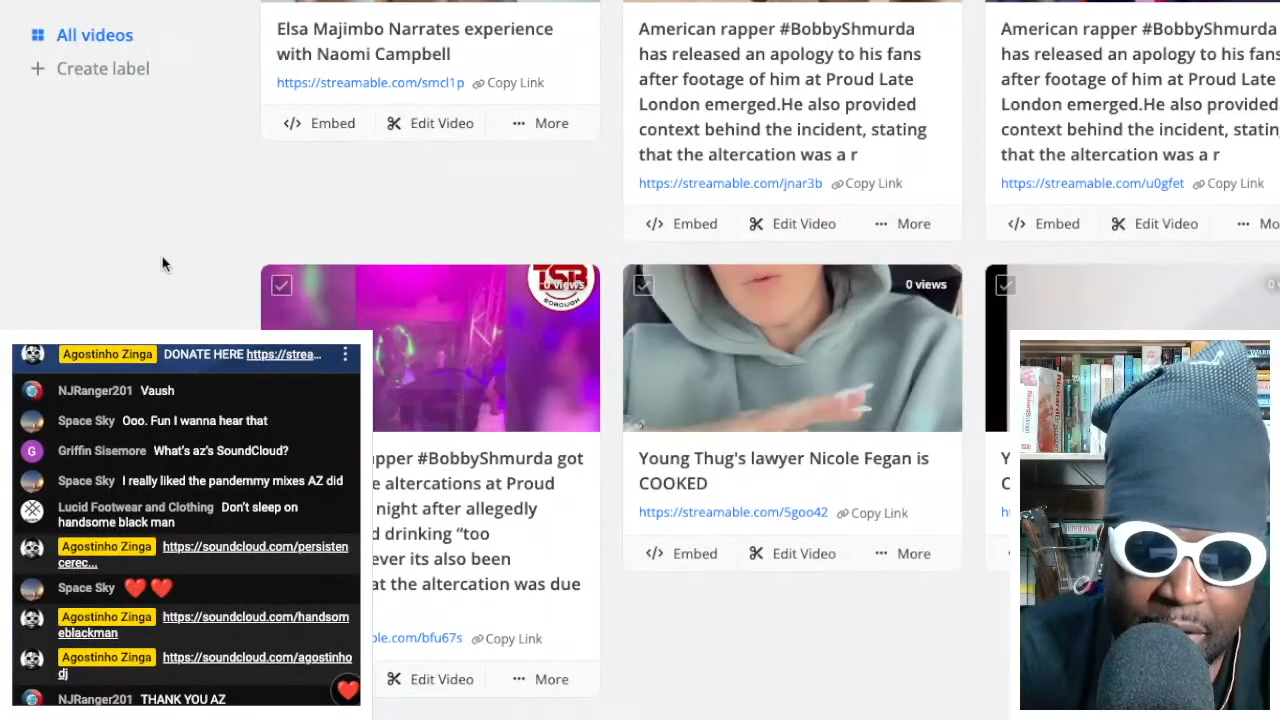 All videos
Create label
Elsa Majimbo Narrates experience
with Naomi Campbell
https://streamable.com/smcl1p Copy Link
Embed Edit Video More
American rapper #BobbyShmurda
has released an apology to his fans
after footage of him at Proud Late
London emerged.He also provided
context behind the incident, stating
that the altercation was a r
https://streamable.com/jnar3b Copy Link
Embed Edit Video More
American rapper #BobbyShmurda
has released an apology to his fans
after footage of him at Proud Late
London emerged.He also provided
context behind the incident, statin
that the altercation was a r
https://streamable.com/u0gfet Copy Link
Embed Edit Video Mo
TSR
0 views
BOROUGH
pper #BobbyShmurda got
e altercations at Proud
night after allegedly
d drinking “too
ever its also been
at the altercation was due
le.com/bfu67s Copy Link
Edit Video More
0 views
Young Thug's lawyer Nicole Fegan is
COOKED
https://streamable.com/5goo42 Copy Link
Embed Edit Video More
0 v
Y
C
Agostinho Zinga DONATE HERE https://strea...
NJRanger201 Vaush
Space Sky Ooo. Fun I wanna hear that
G Griffin Sisemore What's az's SoundCloud?
Space Sky I really liked the pandemmy mixes AZ did
Lucid Footwear and Clothing Don't sleep on
handsome black man
Agostinho Zinga https://soundcloud.com/persisten
cerec...
Space Sky
Agostinho Zinga https://soundcloud.com/handsom
eblackman
Agostinho Zinga https://soundcloud.com/agostinho
dj
NJRanger201 THANK YOU AZ